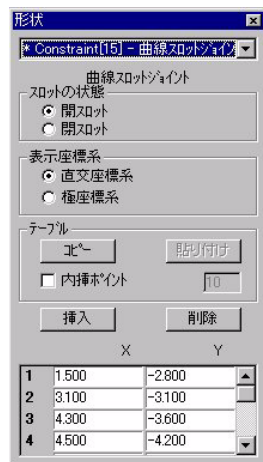 形状
* Constraint[15] - 曲線スロットジョイン
曲線スロットジョイント
スロットの状態
開スロット
閉スロット
表示座標系
直交座標系
極座標系
テーブル
コピー 貼り付け
内挿ポイント 10
挿入 削除
X Y
1 1.500 -2.800
2 3.100 -3.100
3 4.300 -3.600
4 4.500 -4.200